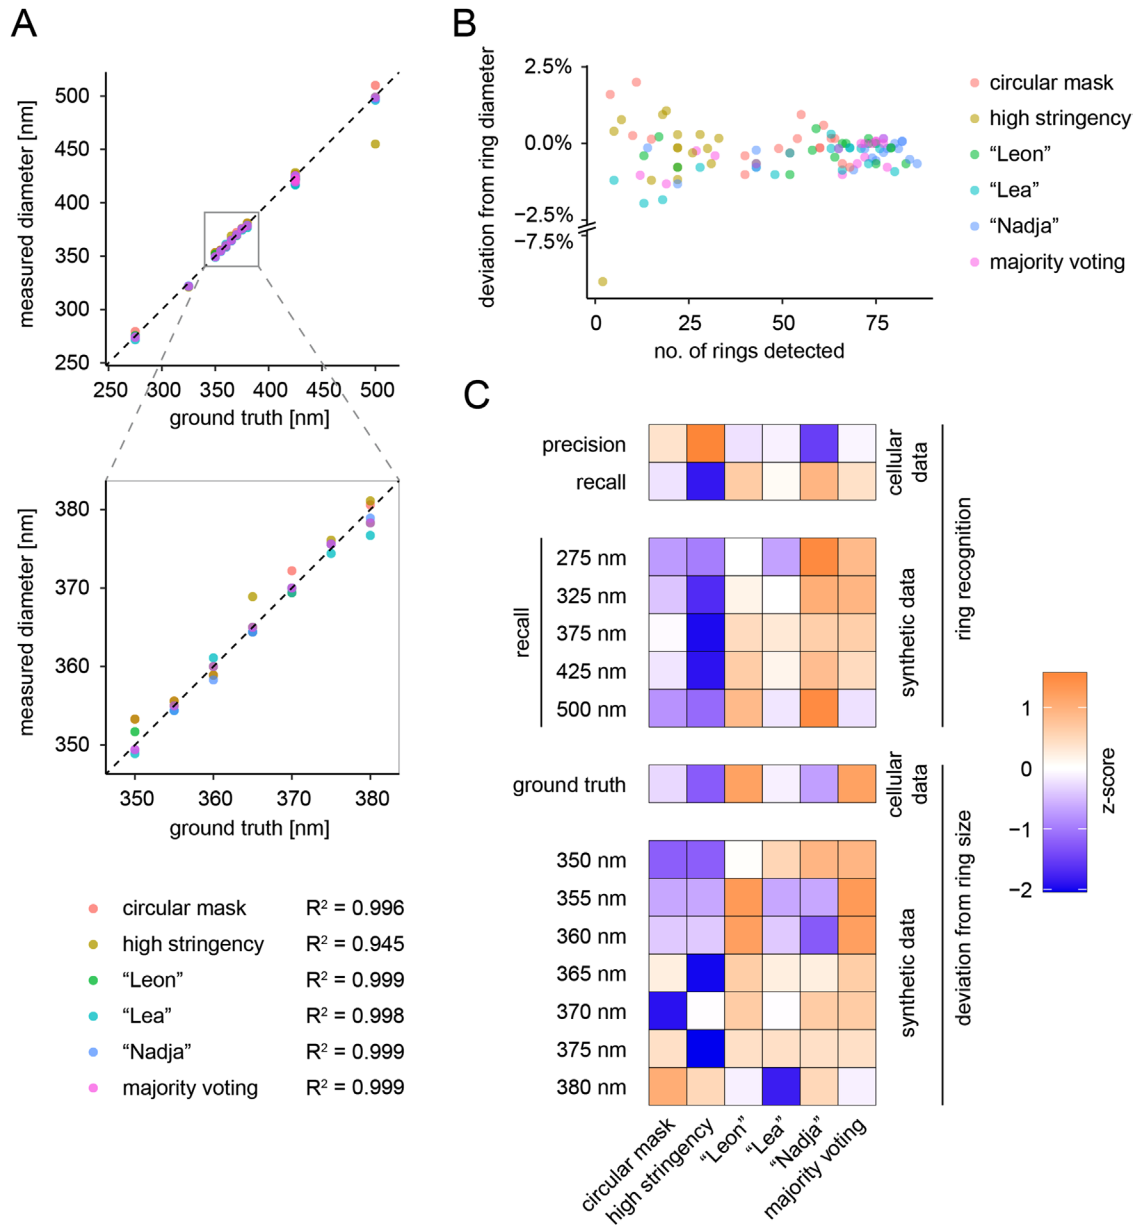 A
measured diameter [nm]
500
450
400
350
300
250
250 300 350 400 450 500
ground truth [nm]
measured diameter [nm]
380
370
360
350
350 360 370 380
ground truth [nm]
circular mask R² = 0.996
high stringency R² = 0.945
“Leon” R² = 0.999
“Lea” R² = 0.998
“Nadja” R² = 0.999
majority voting R² = 0.999
B
deviation from ring diameter
2.5%
0.0%
−2.5%
−7.5%
0 25 50 75
no. of rings detected
circular mask
high stringency
“Leon”
“Lea”
“Nadja”
majority voting
C
precision
recall
cellular
data
recall
275 nm
325 nm
375 nm
425 nm
500 nm
synthetic data
ring recognition
ground truth
cellular
data
350 nm
355 nm
360 nm
365 nm
370 nm
375 nm
380 nm
synthetic data
deviation from ring size
circular mask
high stringency
“Leon”
“Lea”
“Nadja”
majority voting
1
0
−1
−2
z-score